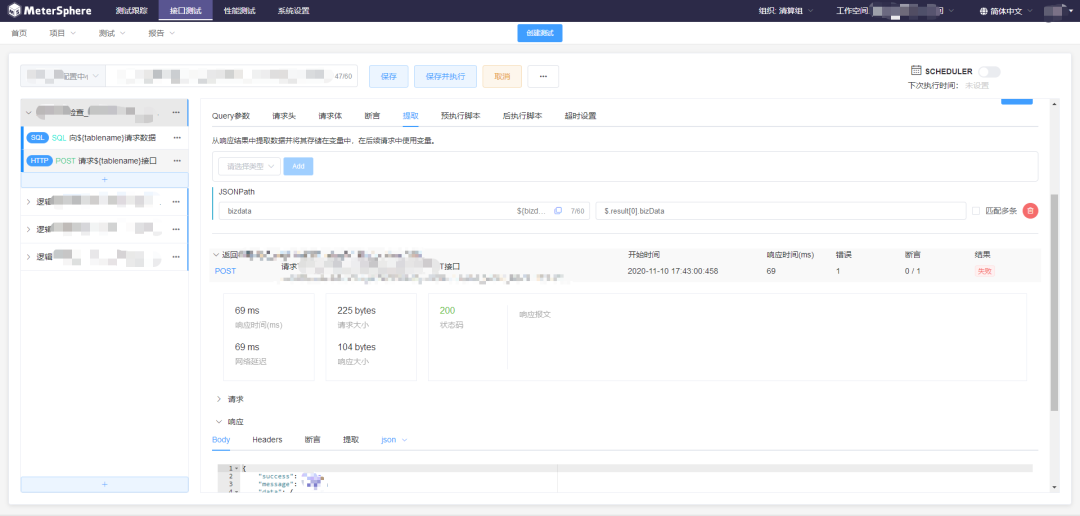 MeterSphere 测试跟踪 接口测试 性能测试 系统设置 组织: 清算组 工作空间 间 简体中文
首页 项目 测试 报告 创建测试
配置中 47/60 保存 保存并执行 取消 ... SCHEDULER
下次执行时间: 未设置
检查_ ...
SQL SQL 向${tablename}请求数据 ...
HTTP POST 请求${tablename}接口 ...
+
逻辑
逻辑 ...
逻辑 ...
+
Query参数 请求头 请求体 断言 提取 预执行脚本 后执行脚本 超时设置
从响应结果中提取数据并将其存储在变量中，在后续请求中使用变量。
请选择类型 Add
JSONPath
bizdata ${bizd... 7/60 $.result[0].bizData 匹配多条
返回 开始时间 响应时间(ms) 错误 断言 结果
POST 请求 接口 2020-11-10 17:43:00:458 69 1 0 / 1 失败
69 ms 225 bytes 200 响应报文
响应时间(ms) 请求大小 状态码
69 ms 104 bytes
网络延迟 响应大小
请求
响应
Body Headers 断言 提取 json
1 {
2 "success":
3 "message":
4 "data": {